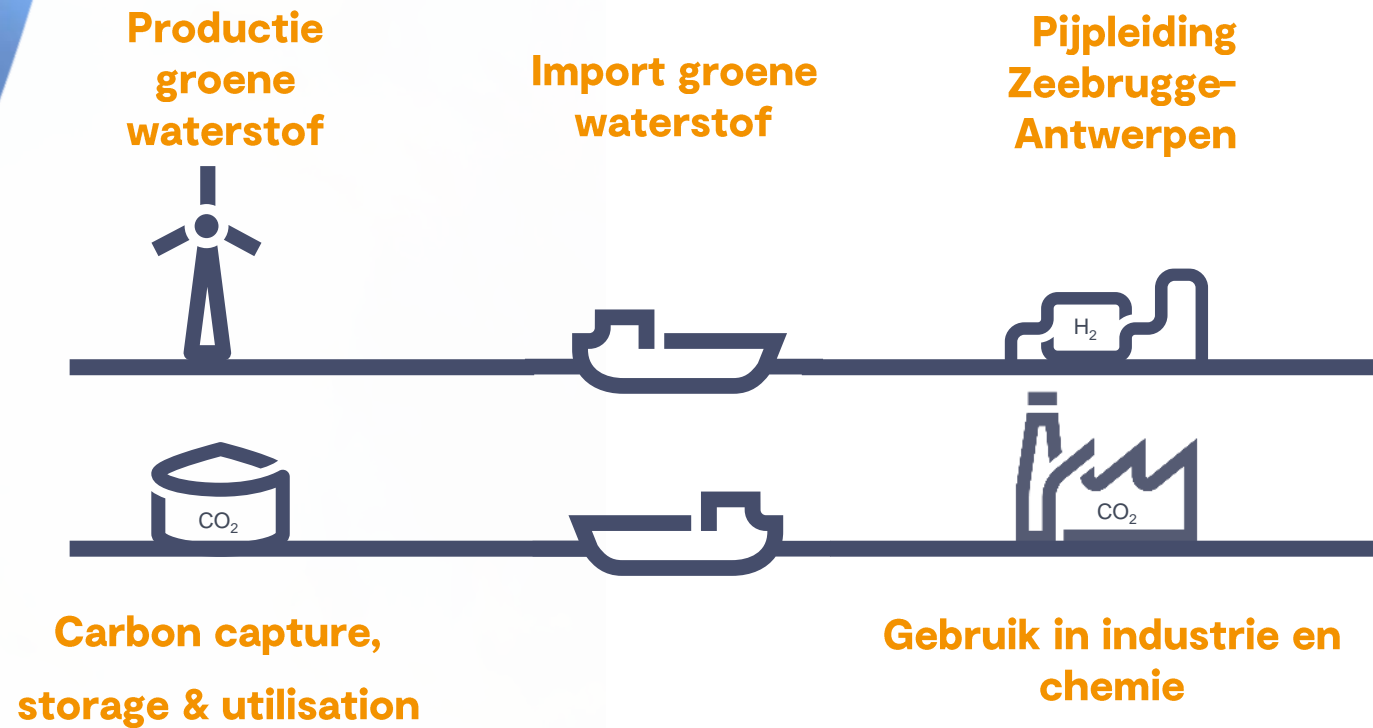 Productie
groene
waterstof
Import groene
waterstof
Pijpleiding
Zeebrugge-
Antwerpen
H₂
CO₂
CO₂
Carbon capture,
storage & utilisation
Gebruik in industrie en
chemie